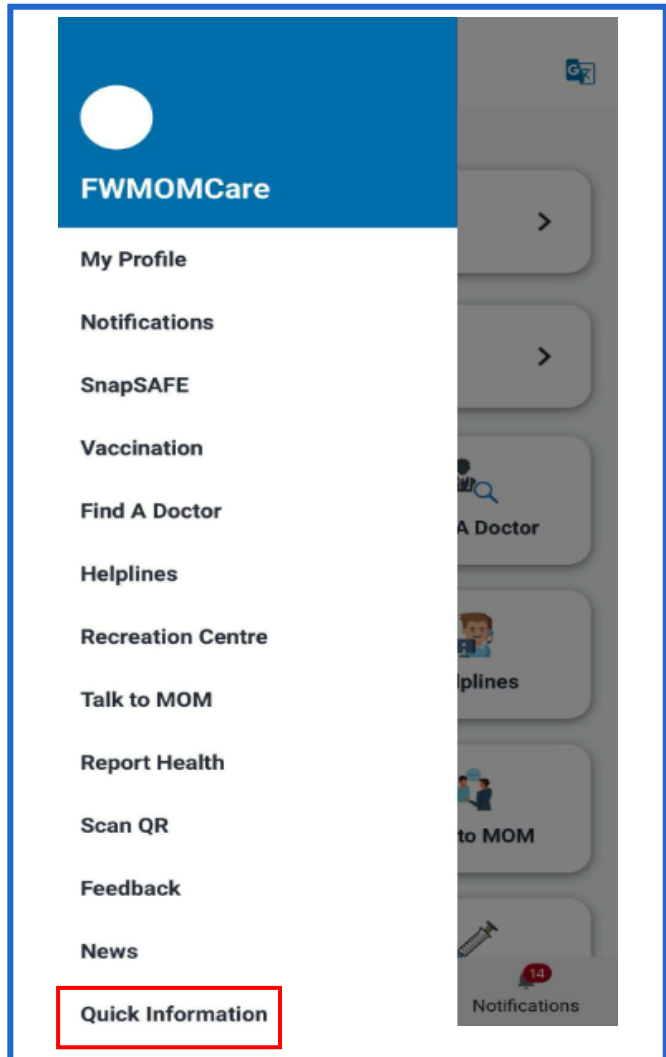 FWMOMCare
My Profile
Notifications
SnapSAFE
Vaccination
Find A Doctor
Helplines
Recreation Centre
Talk to MOM
Report Health
Scan QR
Feedback
News
Quick Information
G
A Doctor
lplines
to MOM
14
Notifications